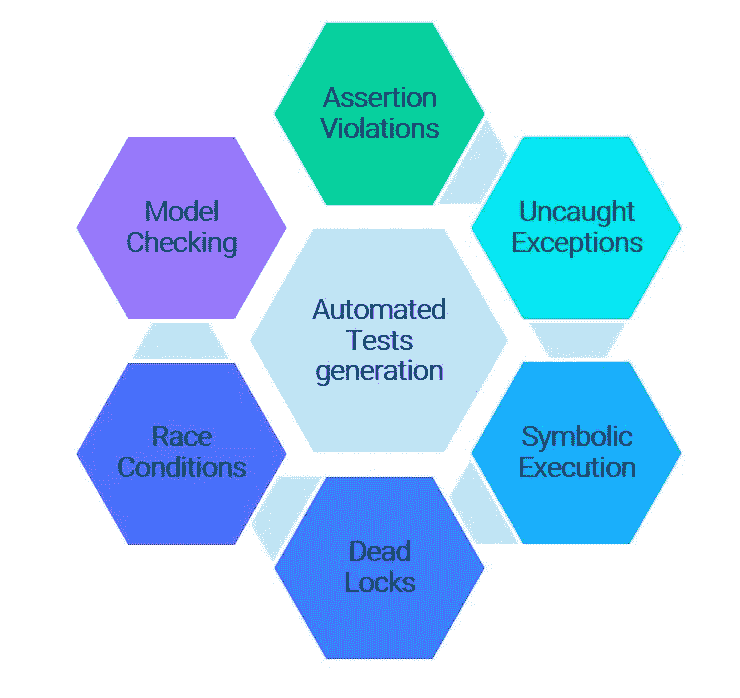 Assertion
Violations
Uncaught
Exceptions
Model
Checking
Automated
Tests
generation
Symbolic
Execution
Race
Conditions
Dead
Locks